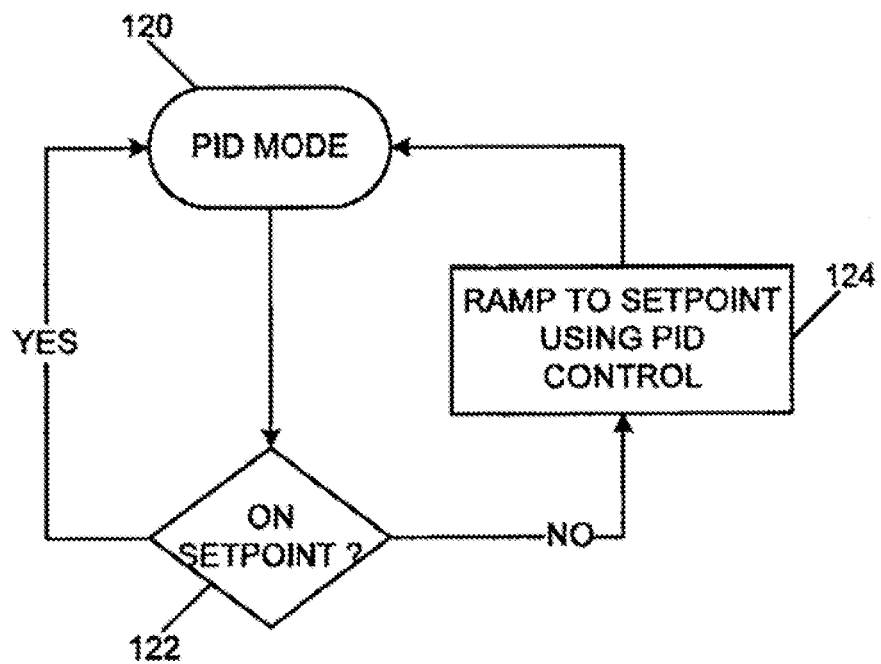 120
PID MODE
124
RAMP TO SETPOINT
USING PID
CONTROL
YES
ON
SETPOINT ?
NO
122